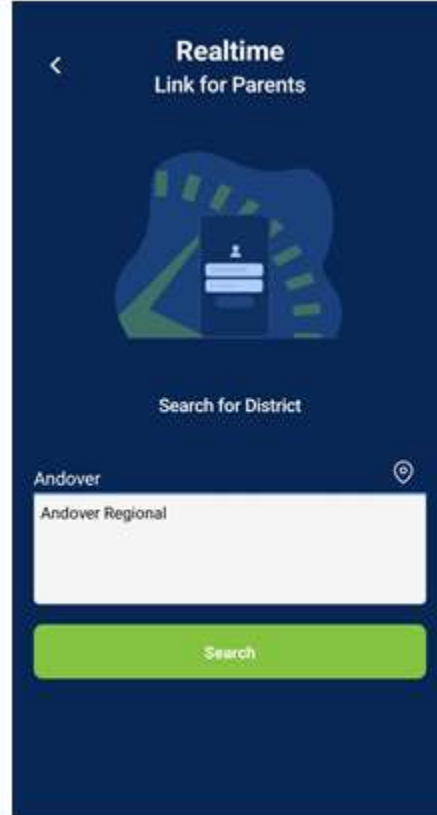 Realtime
Link for Parents
Search for District
Andover
Andover Regional
Search